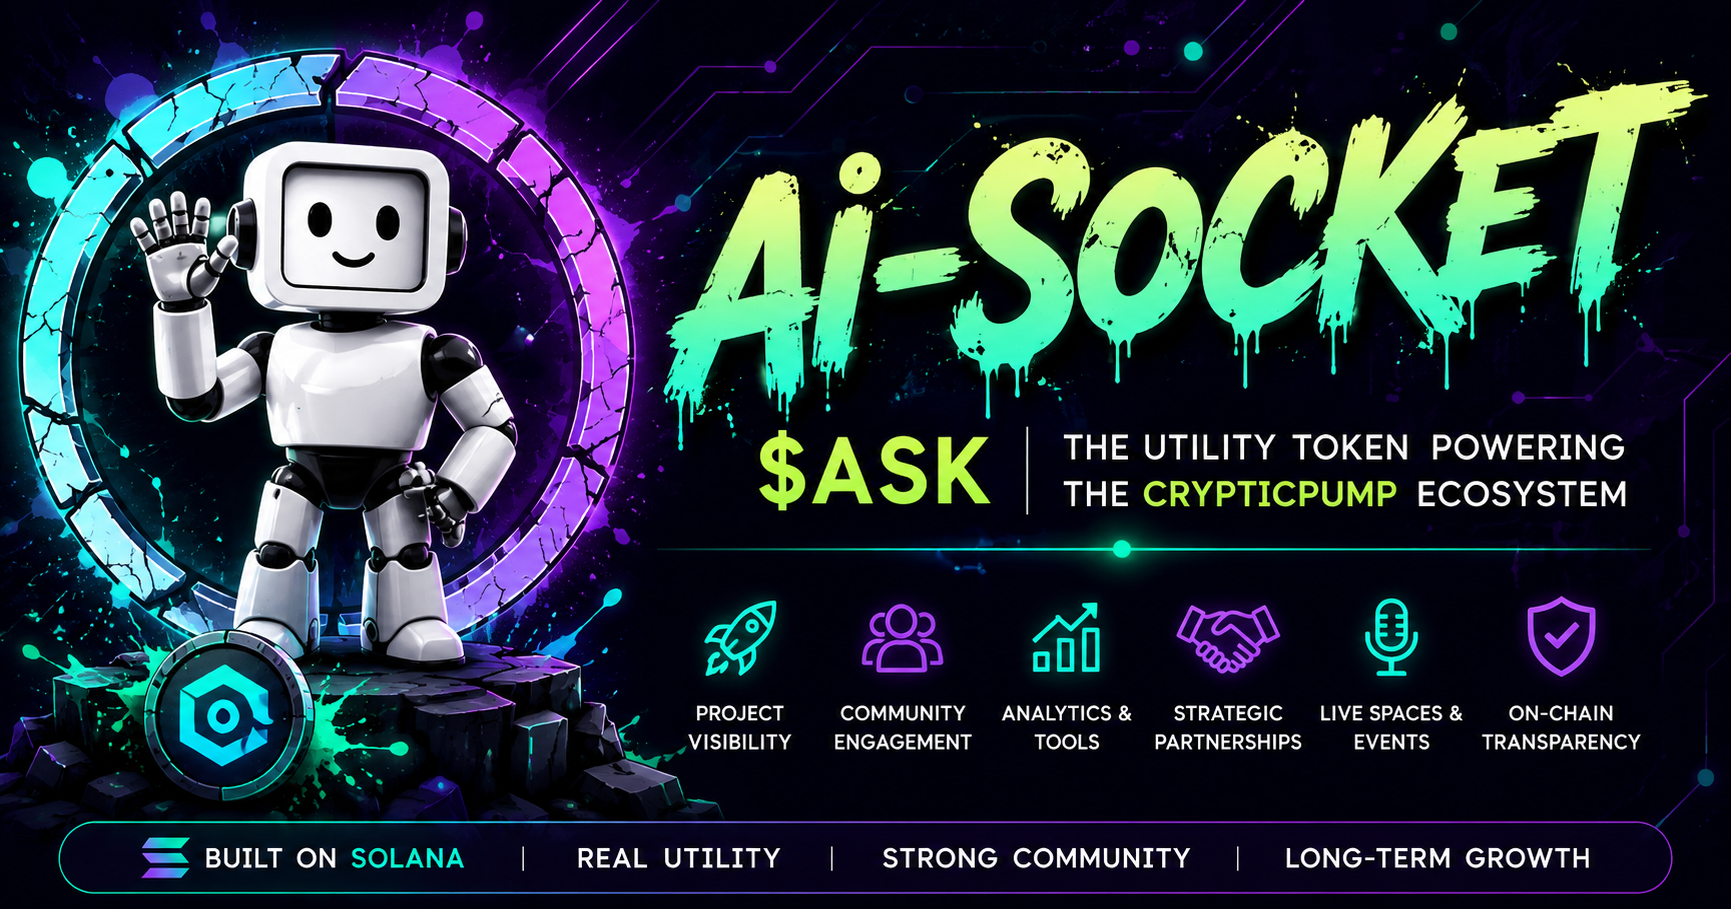 Ai-SOCKET
$ASK
THE UTILITY TOKEN POWERING
THE CRYPTICPUMP ECOSYSTEM
PROJECT
VISIBILITY
COMMUNITY
ENGAGEMENT
ANALYTICS &
TOOLS
STRATEGIC
PARTNERSHIPS
LIVE SPACES &
EVENTS
ON-CHAIN
TRANSPARENCY
BUILT ON SOLANA | REAL UTILITY | STRONG COMMUNITY | LONG-TERM GROWTH